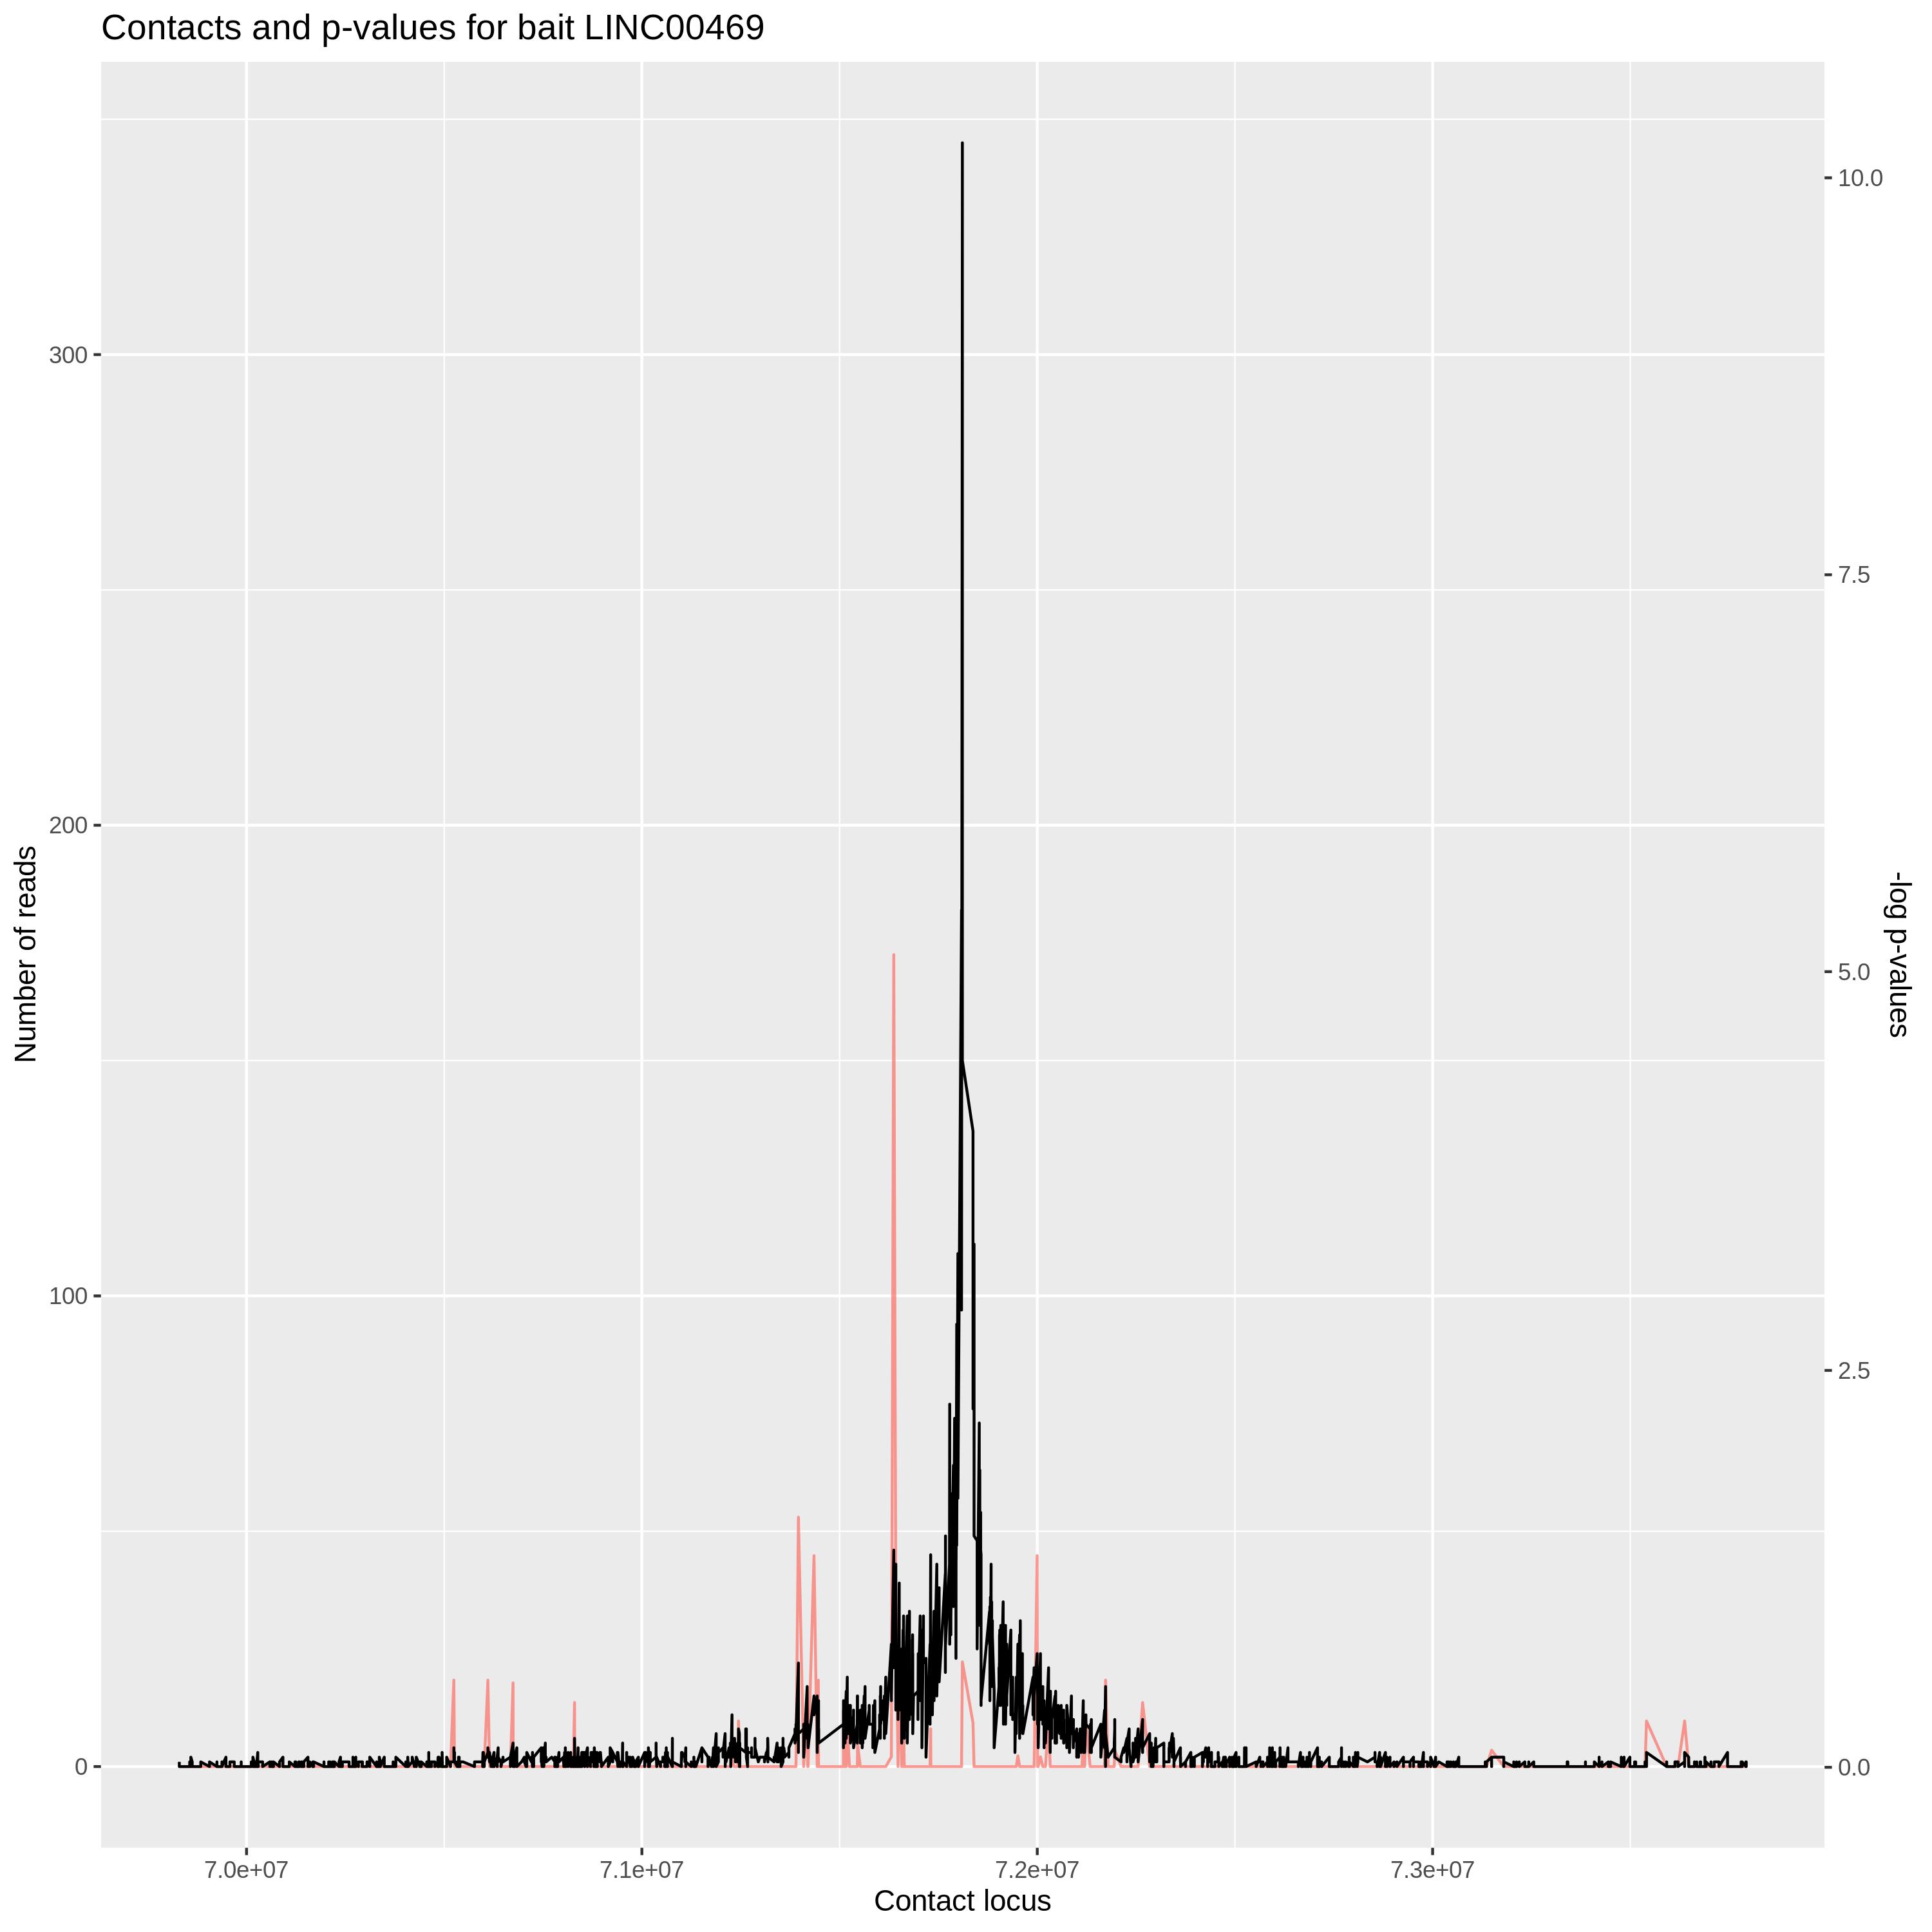 Contacts and p-values for bait LINC00469
Number of reads
300
200
100
0
10.0
7.5
5.0
2.5
0.0
-log p-values
7.0e+07
7.1e+07
7.2e+07
7.3e+07
Contact locus